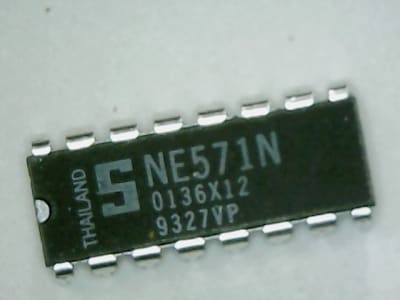 THAILAND
S
NE571N
0136X12
9327VP